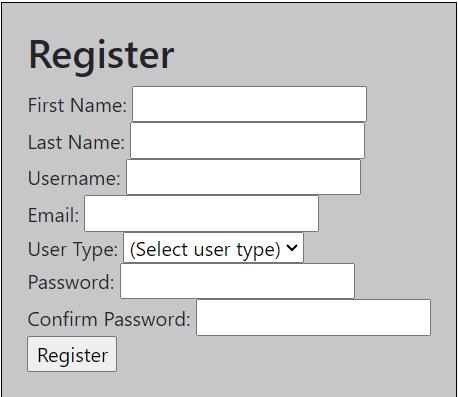 Register
First Name:
Last Name:
Username:
Email:
User Type: (Select user type)
Password:
Confirm Password:
Register